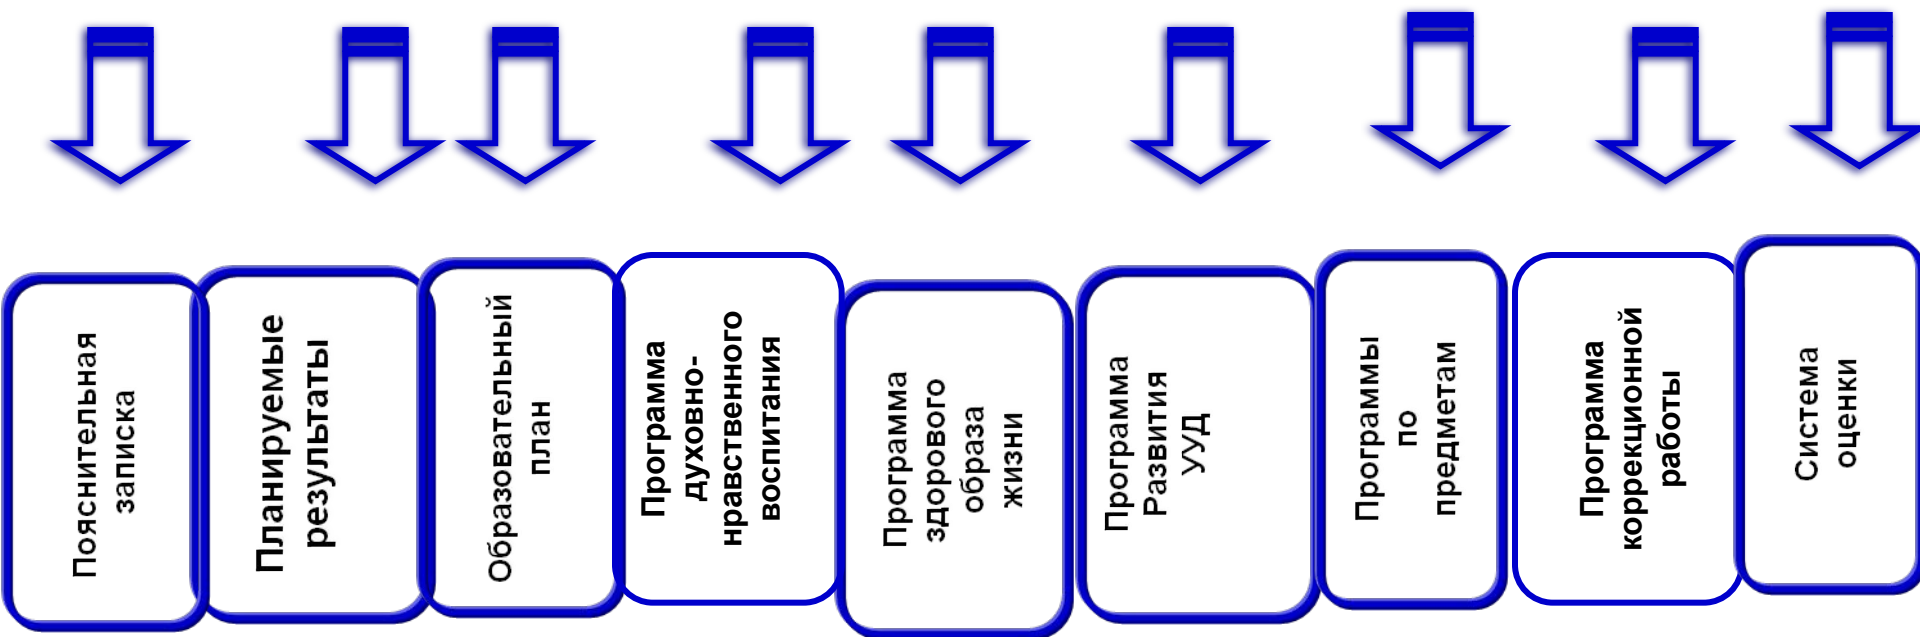 Пояснительная
записка
Планируемые
результаты
Образовательный
план
Программа
духовно-
нравственного
воспитания
Программа
здорового
образа
жизни
Программа
Развития
УУД
Программы
по
предметам
Программа
коррекционной
работы
Система
оценки